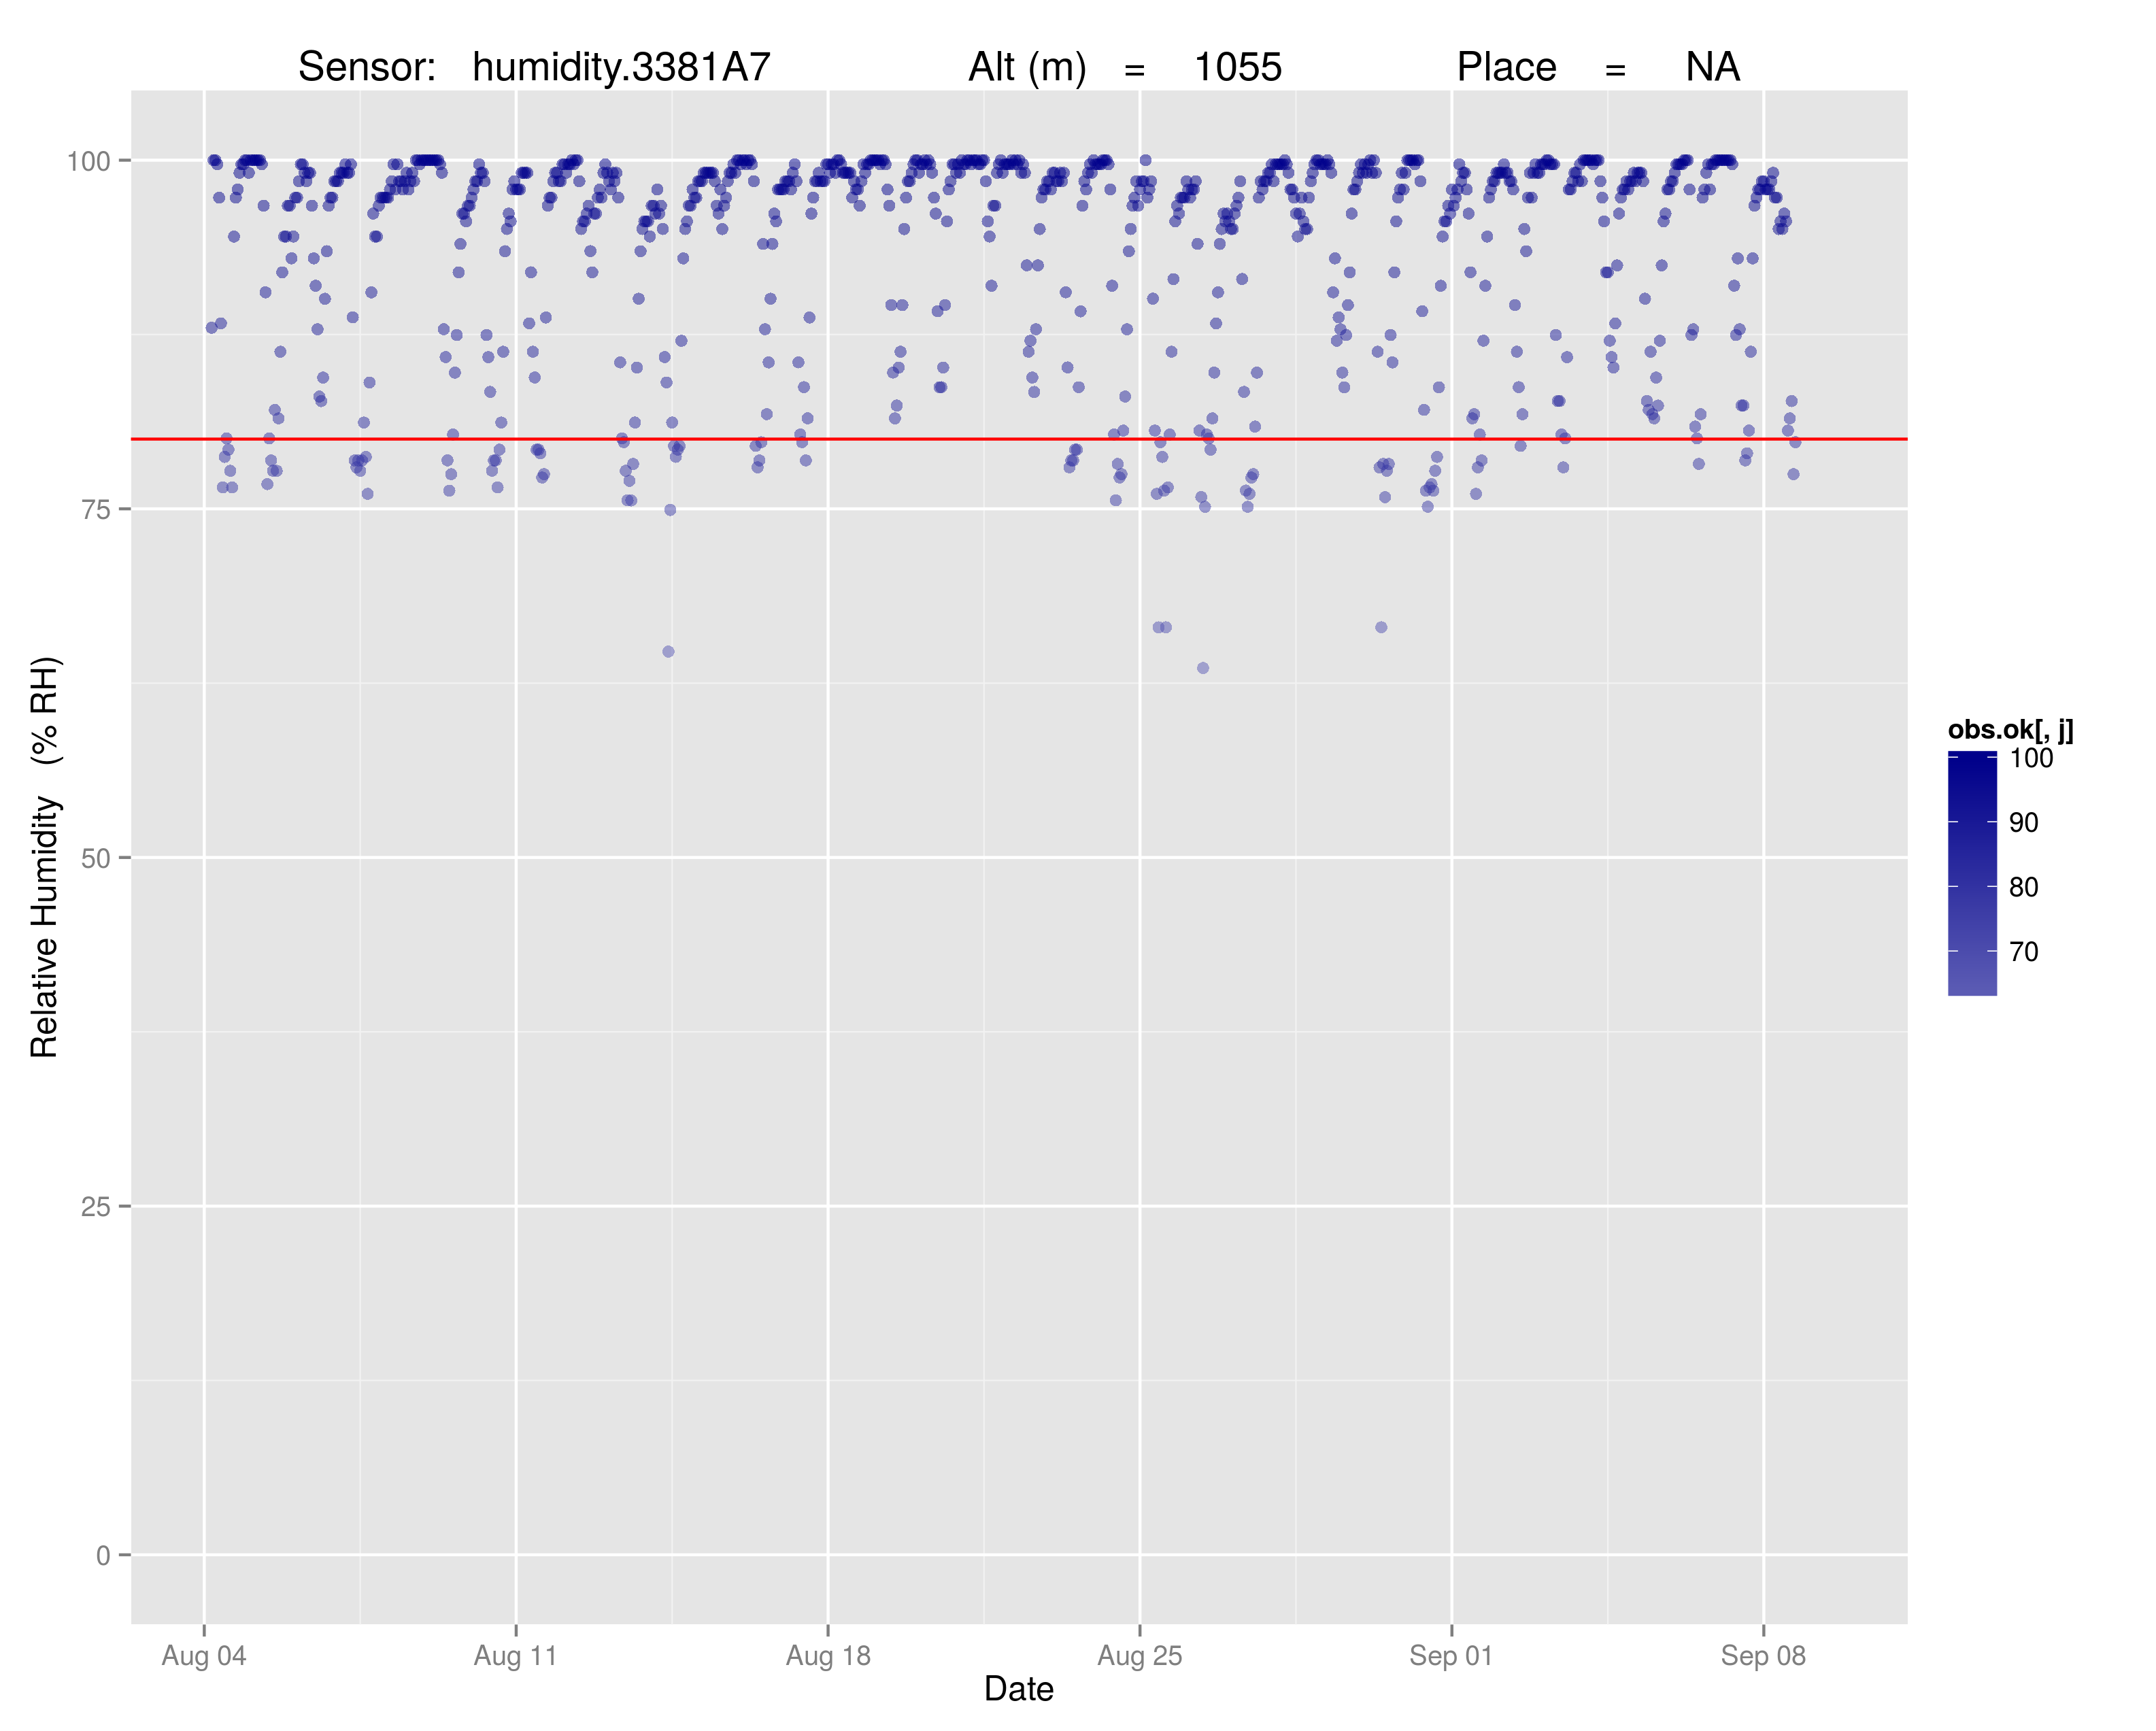 Sensor: humidity.3381A7 Alt (m) = 1055 Place = NA
100
75
50
25
0
Relative Humidity (% RH)
Aug 04 Aug 11 Aug 18 Aug 25 Sep 01 Sep 08
Date
obs.ok[, j]
100
90
80
70